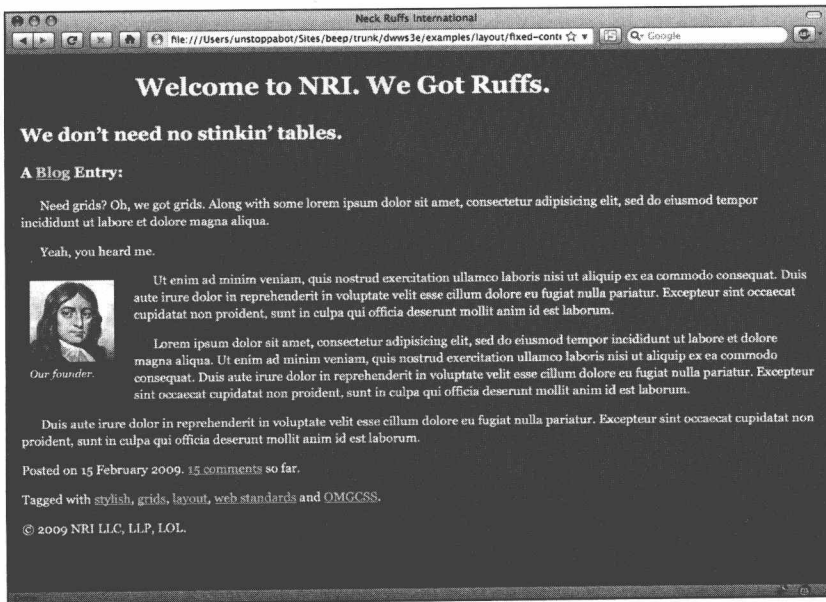 Neck Ruffs International
file:///Users/unstoppabot/Sites/beep/trunk/dwws3e/examples/layout/fixed-conte
Google
Welcome to NRI. We Got Ruffs.
We don't need no stinkin' tables.
A Blog Entry:
Need grids? Oh, we got grids. Along with some lorem ipsum dolor sit amet, consectetur adipisicing elit, sed do eiusmod tempor
incididunt ut labore et dolore magna aliqua.
Yeah, you heard me.
Ut enim ad minim veniam, quis nostrud exercitation ullamco laboris nisi ut aliquip ex ea commodo consequat. Duis
aute irure dolor in reprehenderit in voluptate velit esse cillum dolore eu fugiat nulla pariatur. Excepteur sint occaecat
cupidatat non proident, sunt in culpa qui officia deserunt mollit anim id est laborum.
Lorem ipsum dolor sit amet, consectetur adipisicing elit, sed do eiusmod tempor incididunt ut labore et dolore
magna aliqua. Ut enim ad minim veniam, quis nostrud exercitation ullamco laboris nisi ut aliquip ex ea commodo
consequat. Duis aute irure dolor in reprehenderit in voluptate velit esse cillum dolore eu fugiat nulla pariatur. Excepteur
sint occaecat cupidatat non proident, sunt in culpa qui officia deserunt mollit anim id est laborum.
Our founder.
Duis aute irure dolor in reprehenderit in voluptate velit esse cillum dolore eu fugiat nulla pariatur. Excepteur sint occaecat cupidatat non
proident, sunt in culpa qui officia deserunt mollit anim id est laborum.
Posted on 15 February 2009. 15 comments so far.
Tagged with stylish, grids, layout, web standards and OMGCSS.
© 2009 NRI LLC, LLP, LOL.